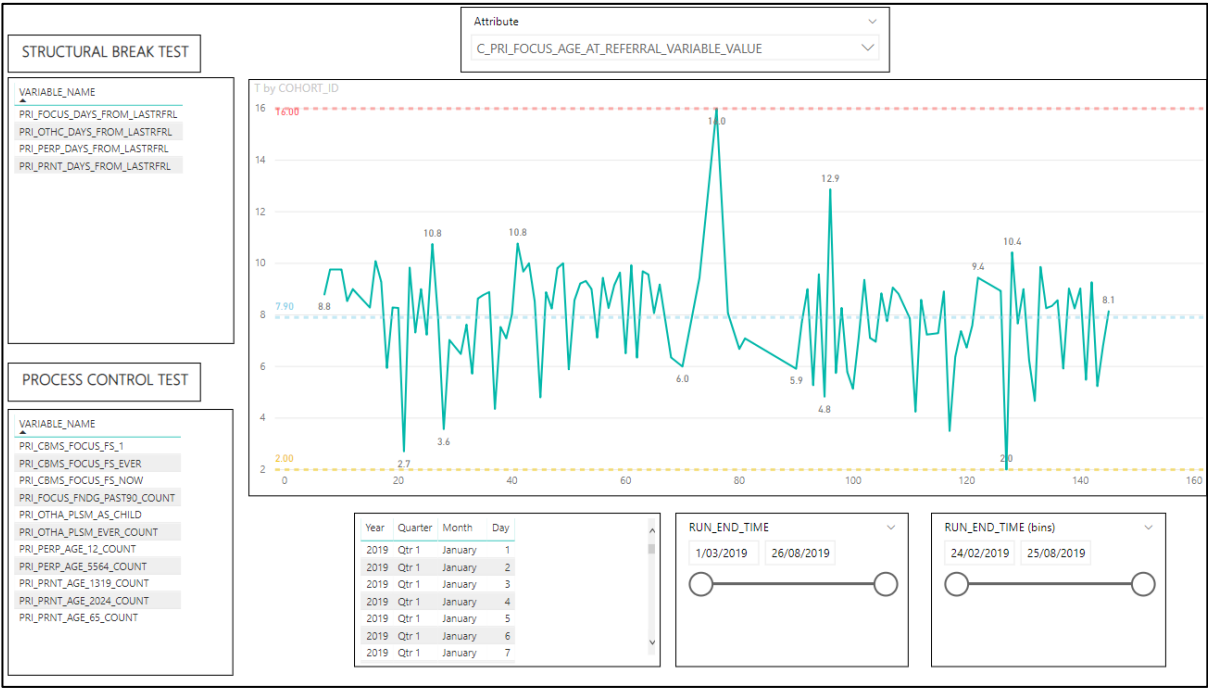 Attribute
C_PRI_FOCUS_AGE_AT_REFERRAL_VARIABLE_VALUE
STRUCTURAL BREAK TEST
VARIABLE_NAME
PRI_FOCUS_DAYS_FROM_LASTRFRL
PRI_OTHC_DAYS_FROM_LASTRFRL
PRI_PERP_DAYS_FROM_LASTRFRL
PRI_PRNT_DAYS_FROM_LASTRFRL
PROCESS CONTROL TEST
VARIABLE_NAME
PRI_CBMS_FOCUS_FS_1
PRI_CBMS_FOCUS_FS_EVER
PRI_CBMS_FOCUS_FS_NOW
PRI_FOCUS_FNDG_PAST90_COUNT
PRI_OTHA_PLSM_AS_CHILD
PRI_OTHA_PLSM_EVER_COUNT
PRI_PERP_AGE_12_COUNT
PRI_PERP_AGE_5564_COUNT
PRI_PRNT_AGE_1319_COUNT
PRI_PRNT_AGE_2024_COUNT
PRI_PRNT_AGE_65_COUNT
T by COHORT_ID
16 16.00
16.0
14
12.9
12
10.8 10.8 10.4
10 9.4
8.8 8.1
7.90
8
6 6.0 5.9
4.8
4 3.6
2.7
2.00 2.0
2
0 20 40 60 80 100 120 140 160
Year Quarter Month Day
2019 Qtr 1 January 1
2019 Qtr 1 January 2
2019 Qtr 1 January 3
2019 Qtr 1 January 4
2019 Qtr 1 January 5
2019 Qtr 1 January 6
2019 Qtr 1 January 7
RUN_END_TIME
1/03/2019 26/08/2019
RUN_END_TIME (bins)
24/02/2019 25/08/2019